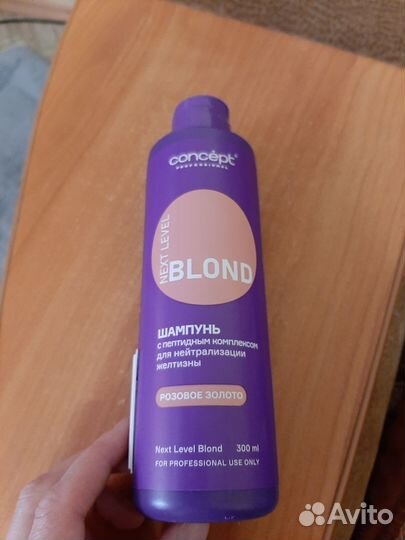 concépt
PROFESSIONAL
NEXT LEVEL
BLOND
ШАМПУНЬ
с пептидным комплексом
для нейтрализации
желтизны
РОЗОВОЕ ЗОЛОТО
Next Level Blond 300 ml
FOR PROFESSIONAL USE ONLY
Avito